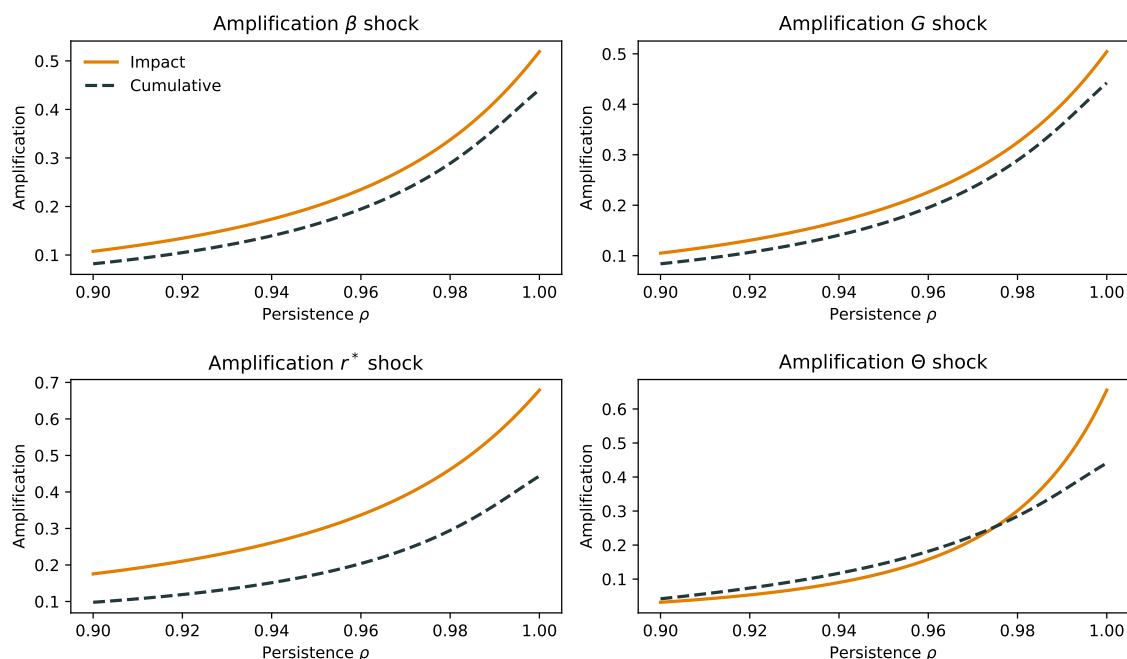 Amplification β shock
Amplification
0.5
0.4
0.3
0.2
0.1
Impact
Cumulative
0.90 0.92 0.94 0.96 0.98 1.00
Persistence ρ
Amplification G shock
Amplification
0.5
0.4
0.3
0.2
0.1
0.90 0.92 0.94 0.96 0.98 1.00
Persistence ρ
Amplification r* shock
Amplification
0.7
0.6
0.5
0.4
0.3
0.2
0.1
0.90 0.92 0.94 0.96 0.98 1.00
Persistence ρ
Amplification Θ shock
Amplification
0.6
0.5
0.4
0.3
0.2
0.1
0.90 0.92 0.94 0.96 0.98 1.00
Persistence ρ